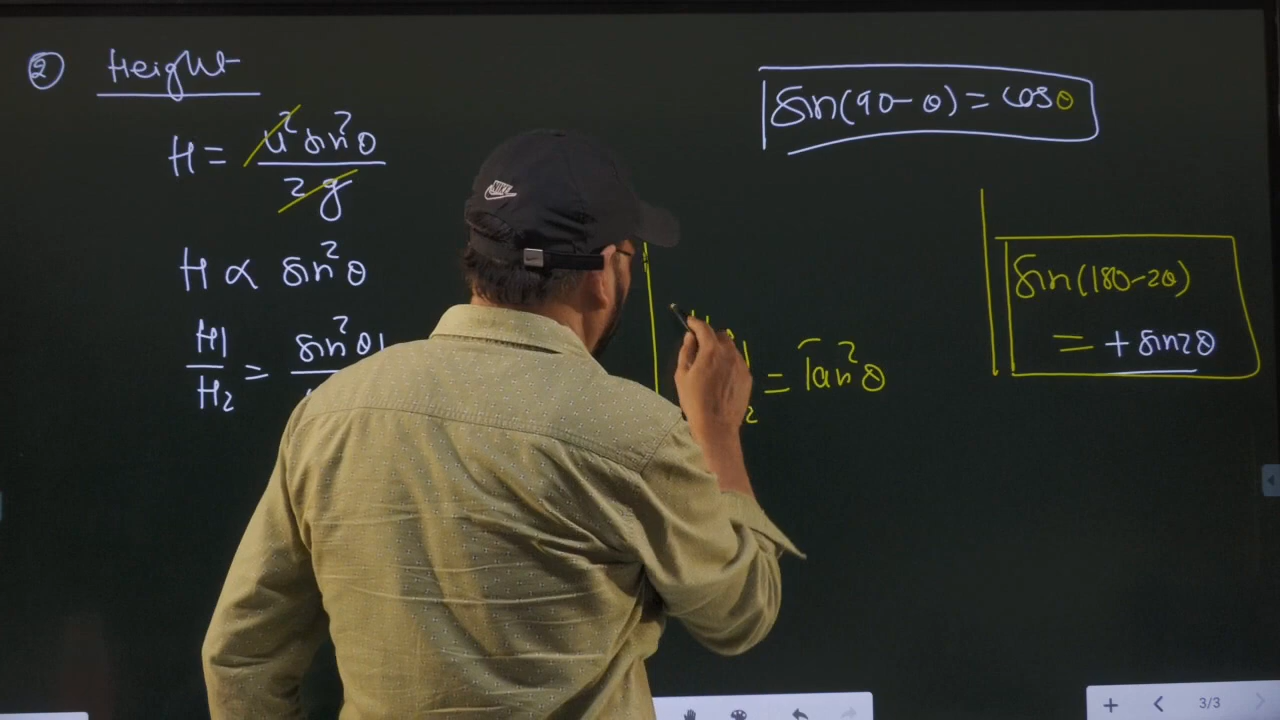 ② Height
H = u² sin²θ / 2g
H ∝ sin²θ
H1 / H2 = sin²θ1
sin(90-θ) = cosθ
= Tan²θ
2
sin(180-2θ)
= + sin2θ
3/3